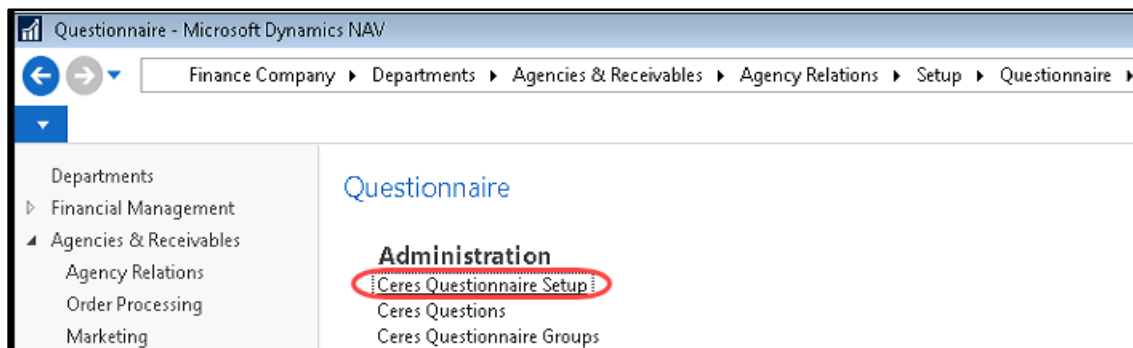 Questionnaire - Microsoft Dynamics NAV
Finance Company ▸ Departments ▸ Agencies & Receivables ▸ Agency Relations ▸ Setup ▸ Questionnaire ▸
Departments
Financial Management
Agencies & Receivables
Agency Relations
Order Processing
Marketing
Questionnaire
Administration
Ceres Questionnaire Setup
Ceres Questions
Ceres Questionnaire Groups